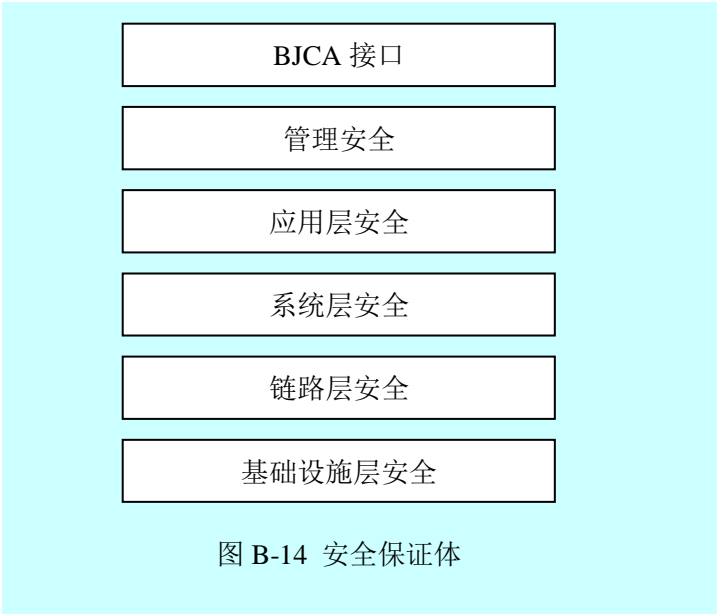 BJCA 接口
管理安全
应用层安全
系统层安全
链路层安全
基础设施层安全
图 B-14 安全保证体